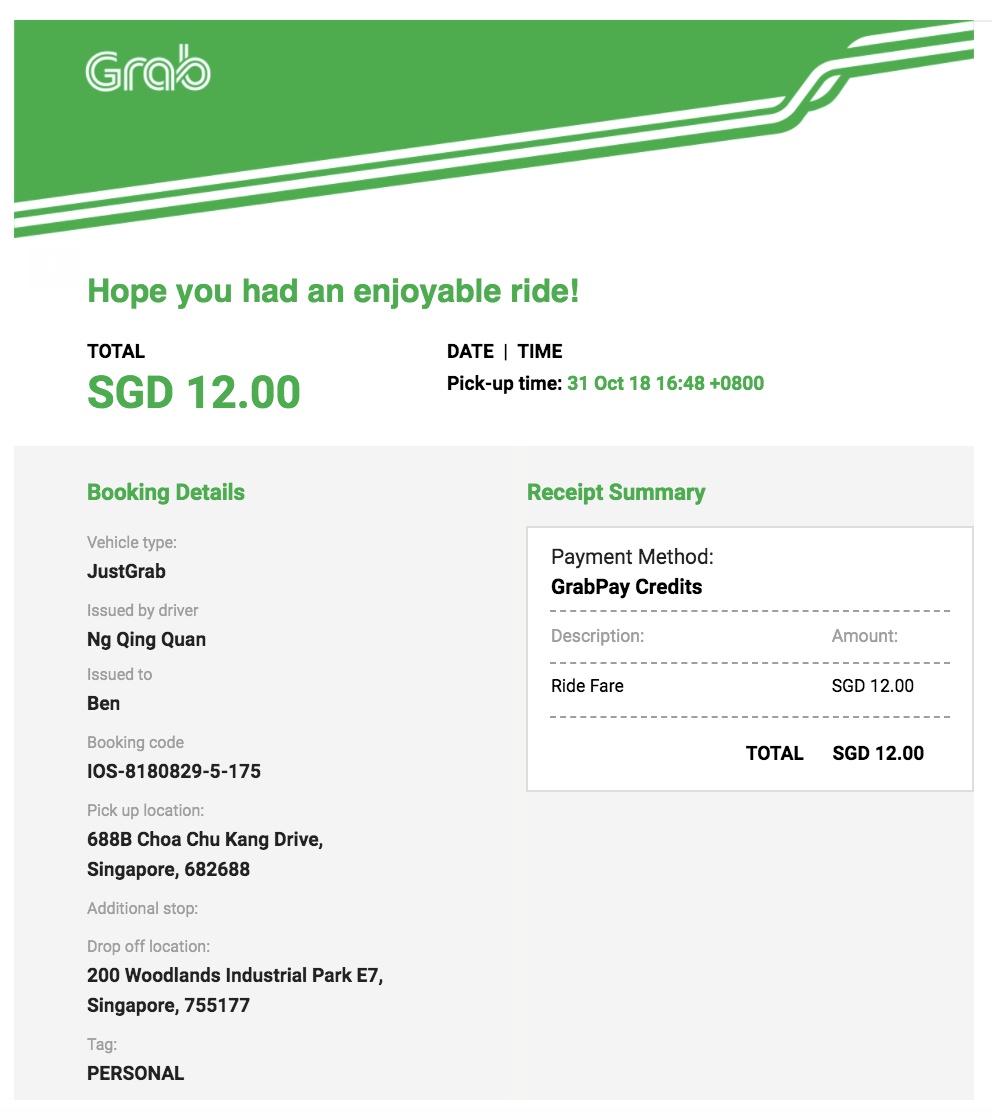 Grab
Hope you had an enjoyable ride!
TOTAL
SGD 12.00
DATE | TIME
Pick-up time: 31 Oct 18 16:48 +0800
Booking Details
Vehicle type:
JustGrab
Issued by driver
Ng Qing Quan
Issued to
Ben
Booking code
IOS-8180829-5-175
Pick up location:
688B Choa Chu Kang Drive,
Singapore, 682688
Additional stop:
Drop off location:
200 Woodlands Industrial Park E7,
Singapore, 755177
Tag:
PERSONAL
Receipt Summary
Payment Method:
GrabPay Credits
Description: Amount:
Ride Fare SGD 12.00
TOTAL SGD 12.00